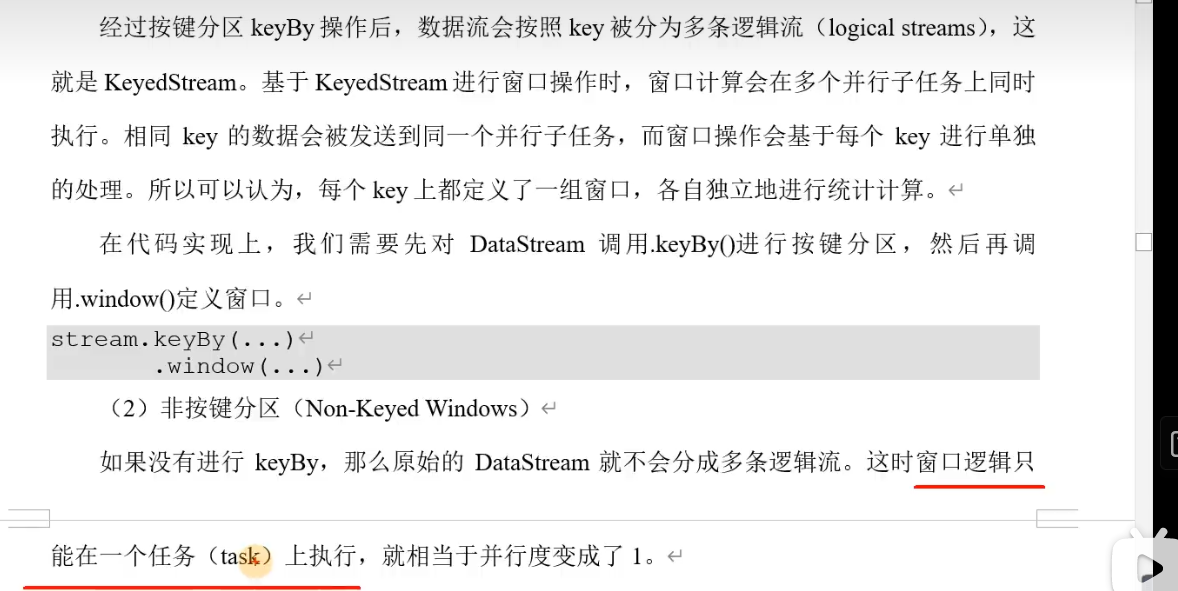 经过按键分区 keyBy 操作后，数据流会按照 key 被分为多条逻辑流（logical streams），这
就是 KeyedStream。基于 KeyedStream 进行窗口操作时，窗口计算会在多个并行子任务上同时
执行。相同 key 的数据会被发送到同一个并行子任务，而窗口操作会基于每个 key 进行单独
的处理。所以可以认为，每个 key 上都定义了一组窗口，各自独立地进行统计计算。
在代码实现上，我们需要先对 DataStream 调用.keyBy()进行按键分区，然后再调
用.window()定义窗口。
stream.keyBy(...)
.window(...)
（2）非按键分区（Non-Keyed Windows）
如果没有进行 keyBy，那么原始的 DataStream 就不会分成多条逻辑流。这时窗口逻辑只
能在一个任务（task）上执行，就相当于并行度变成了 1。